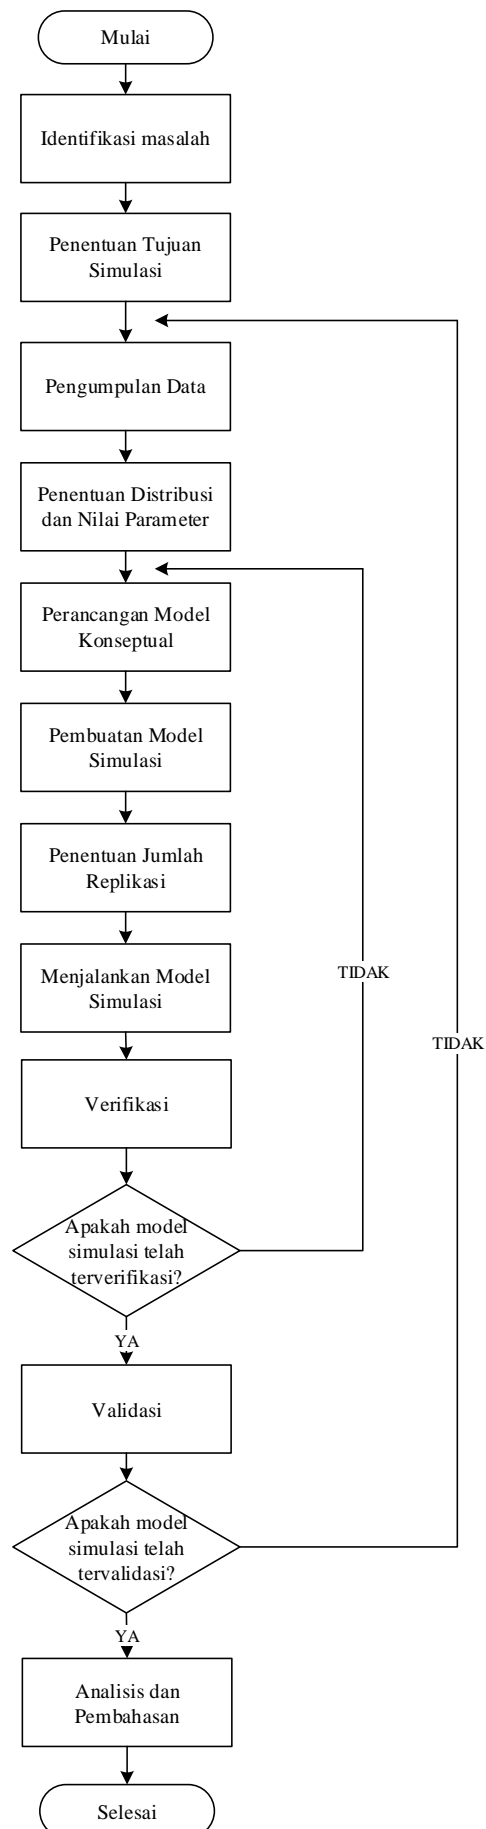 Mulai
Identifikasi masalah
Penentuan Tujuan
Simulasi
Pengumpulan Data
Penentuan Distribusi
dan Nilai Parameter
Perancangan Model
Konseptual
Pembuatan Model
Simulasi
Penentuan Jumlah
Replikasi
Menjalankan Model
Simulasi
TIDAK
TIDAK
Verifikasi
Apakah model
simulasi telah
terverifikasi?
YA
Validasi
Apakah model
simulasi telah
tervalidasi?
YA
Analisis dan
Pembahasan
Selesai